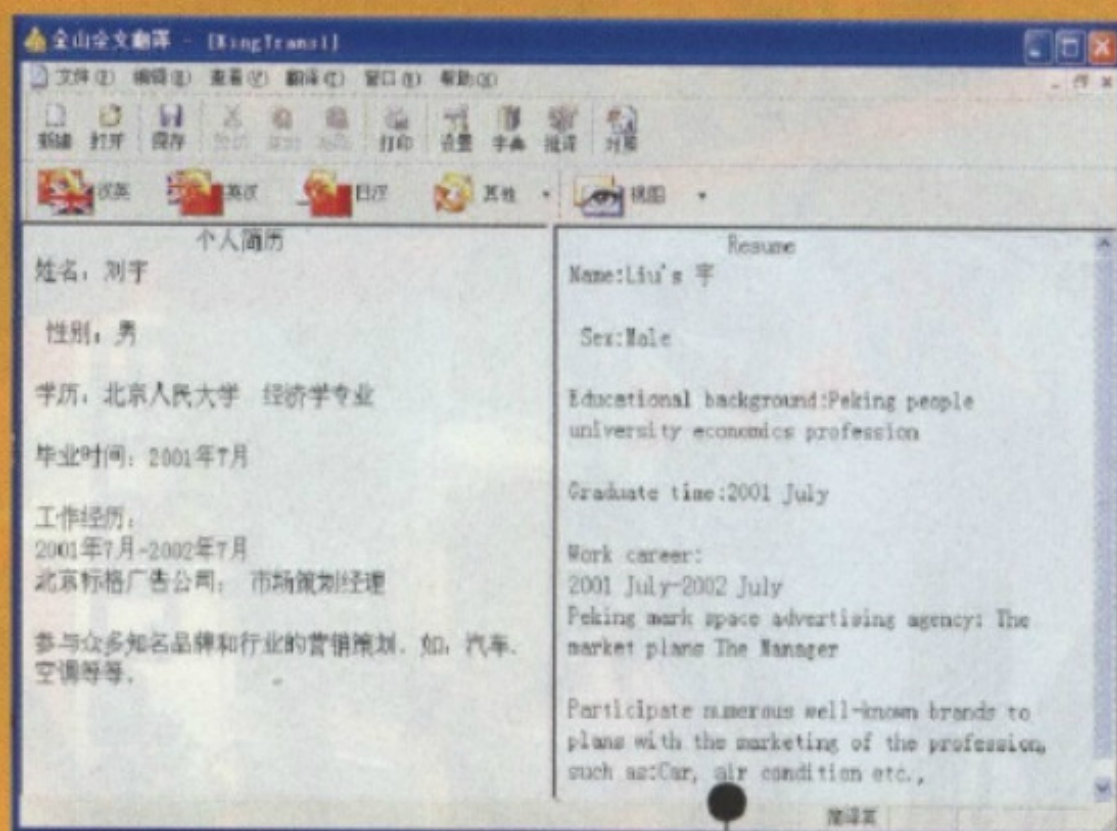 金山全文翻译 - [KingTrans1]
文件(F) 编辑(E) 查看(V) 翻译(T) 窗口(W) 帮助(H)
新建 打开 保存 打印 设置 字典 批译 对照
汉英 英汉 日汉 其他 视图
个人简历
姓名：刘宇
性别：男
学历：北京人民大学 经济学专业
毕业时间：2001年7月
工作经历：
2001年7月-2002年7月
北京标格广告公司： 市场策划经理
参与众多知名品牌和行业的营销策划．如：汽车．
空调等等．
Resume
Name:Liu's 宇
Sex:Male
Educational background:Peking people
university economics profession
Graduate time:2001 July
Work career:
2001 July-2002 July
Peking mark space advertising agency: The
market plans The Manager
Participate numerous well-known brands to
plans with the marketing of the profession,
such as:Car, air condition etc.,